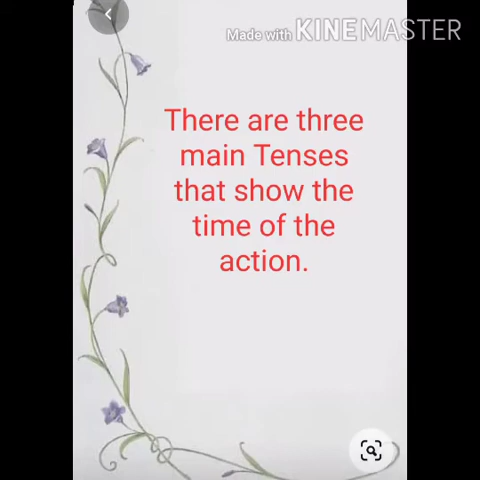 Made with KINEMASTER
There are three
main Tenses
that show the
time of the
action.